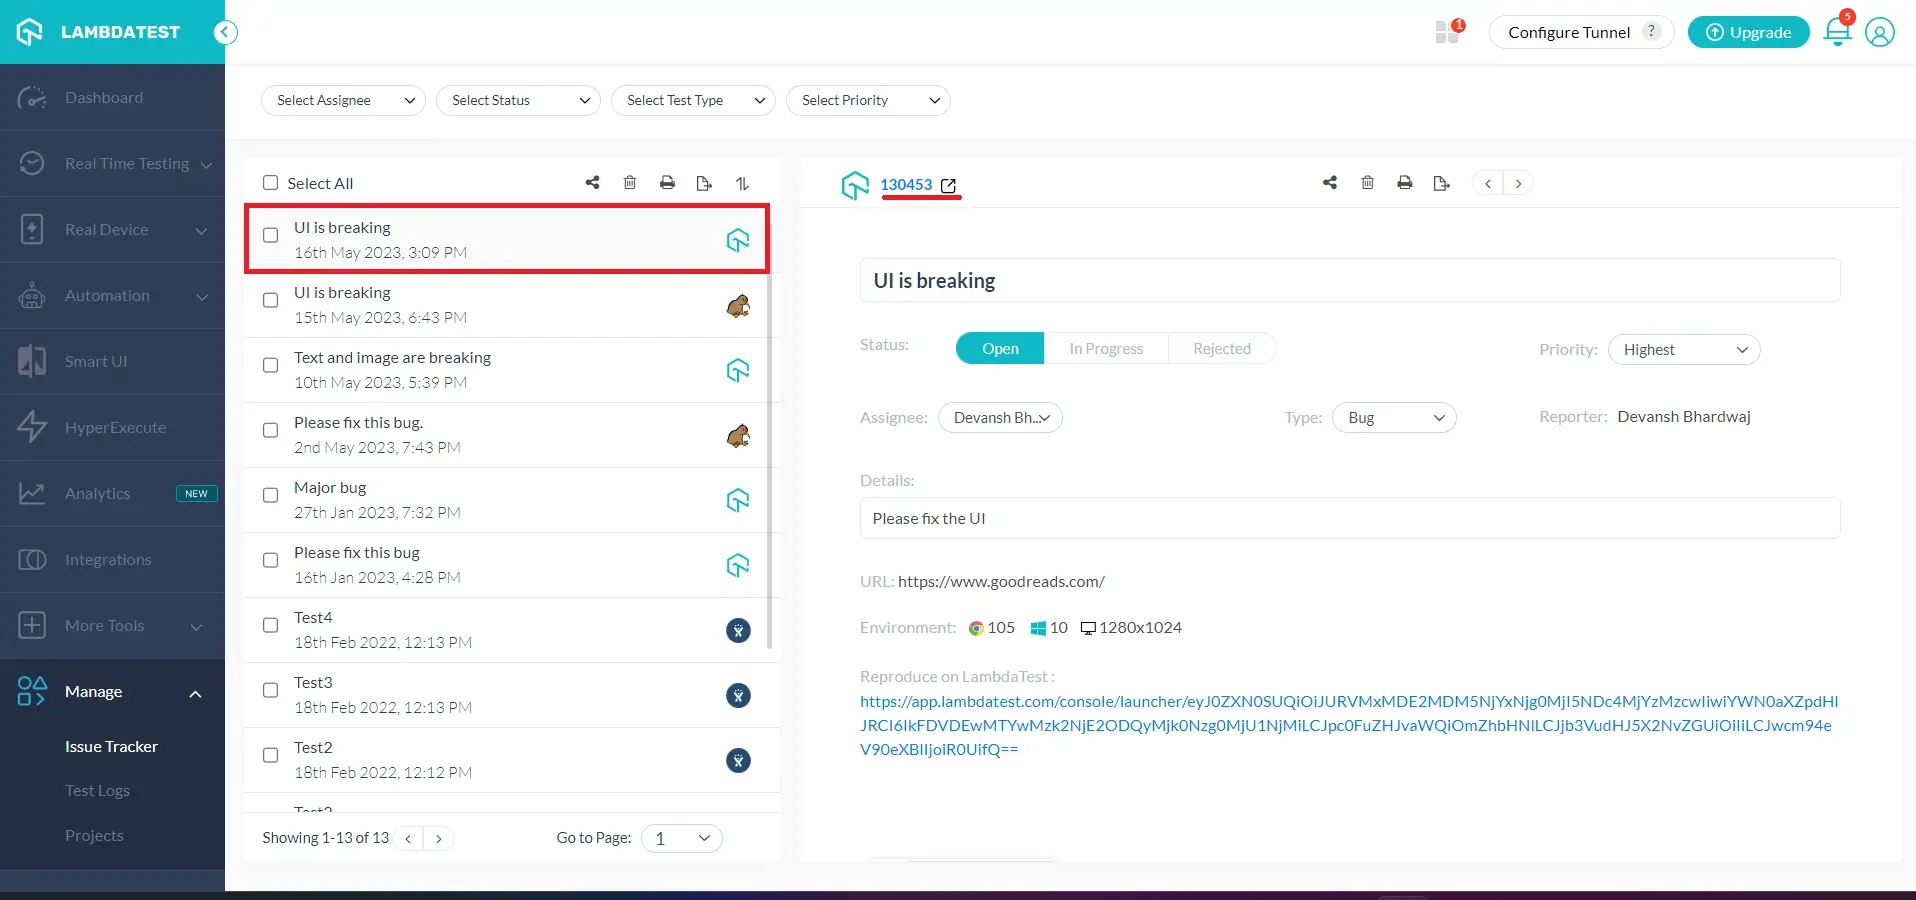 LAMBDATEST
1
Configure Tunnel ?
Upgrade
5
Dashboard
Real Time Testing
Real Device
Automation
Smart UI
HyperExecute
Analytics NEW
Integrations
More Tools
Manage
Issue Tracker
Test Logs
Projects
Select Assignee
Select Status
Select Test Type
Select Priority
Select All
UI is breaking
16th May 2023, 3:09 PM
UI is breaking
15th May 2023, 6:43 PM
Text and image are breaking
10th May 2023, 5:39 PM
Please fix this bug.
2nd May 2023, 7:43 PM
Major bug
27th Jan 2023, 7:32 PM
Please fix this bug
16th Jan 2023, 4:28 PM
Test4
18th Feb 2022, 12:13 PM
Test3
18th Feb 2022, 12:13 PM
Test2
18th Feb 2022, 12:12 PM
Showing 1-13 of 13
Go to Page: 1
130453
UI is breaking
Status: Open In Progress Rejected
Priority: Highest
Assignee: Devansh Bh...
Type: Bug
Reporter: Devansh Bhardwaj
Details:
Please fix the UI
URL: https://www.goodreads.com/
Environment: 105 10 1280x1024
Reproduce on LambdaTest :